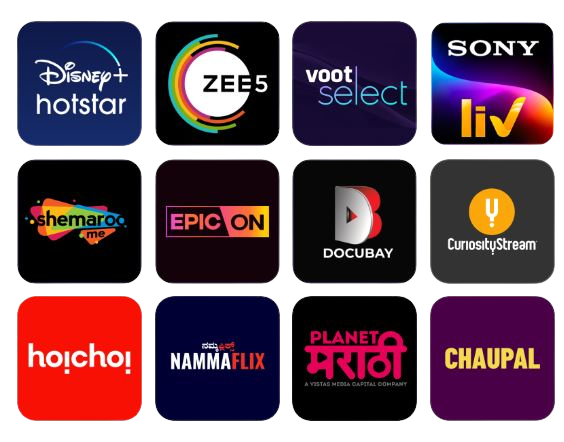 Disney+
hotstar
ZEE5
voot
select
SONY
liv
shemaroo
me
EPIC ON
DOCUBAY
CURIOSITYSTREAM
hoichoi
ನಮ್ಮಫ್ಲಿಕ್ಸ್
NAMMAFLIX
PLANET
मराठी
A VISTAS MEDIA CAPITAL COMPANY
CHAUPAL